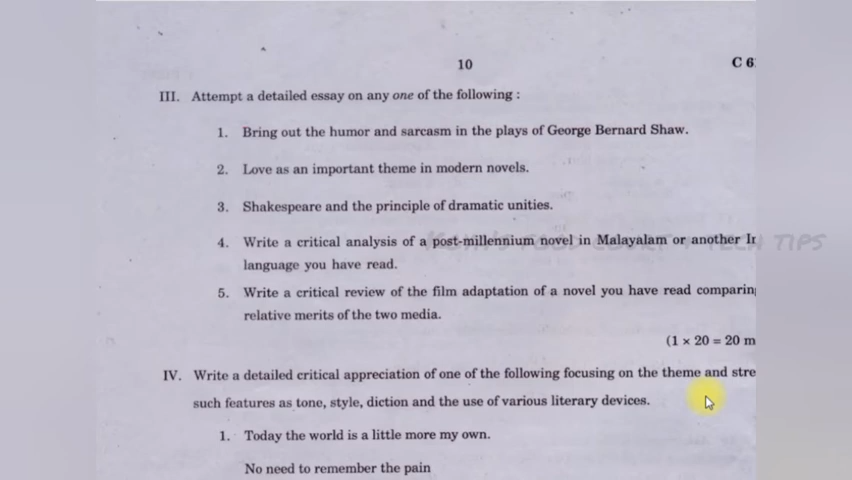 10
C 6
III. Attempt a detailed essay on any one of the following :
1. Bring out the humor and sarcasm in the plays of George Bernard Shaw.
2. Love as an important theme in modern novels.
3. Shakespeare and the principle of dramatic unities.
4. Write a critical analysis of a post-millennium novel in Malayalam or another
language you have read.
5. Write a critical review of the film adaptation of a novel you have read
relative merits of the two media.
(1 × 20 = 20 m
IV. Write a detailed critical appreciation of one of the following focusing on the theme and
such features as tone, style, diction and the use of various literary devices.
1. Today the world is a little more my own.
No need to remember the pain
TECH TIPS